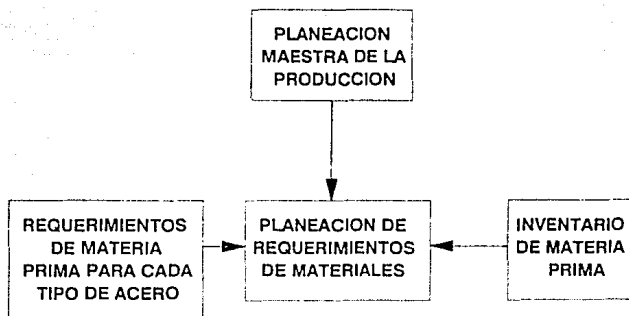 PLANEACION
MAESTRA DE LA
PRODUCCION
REQUERIMIENTOS
DE MATERIA
PRIMA PARA CADA
TIPO DE ACERO
PLANEACION DE
REQUERIMIENTOS
DE MATERIALES
INVENTARIO
DE MATERIA
PRIMA